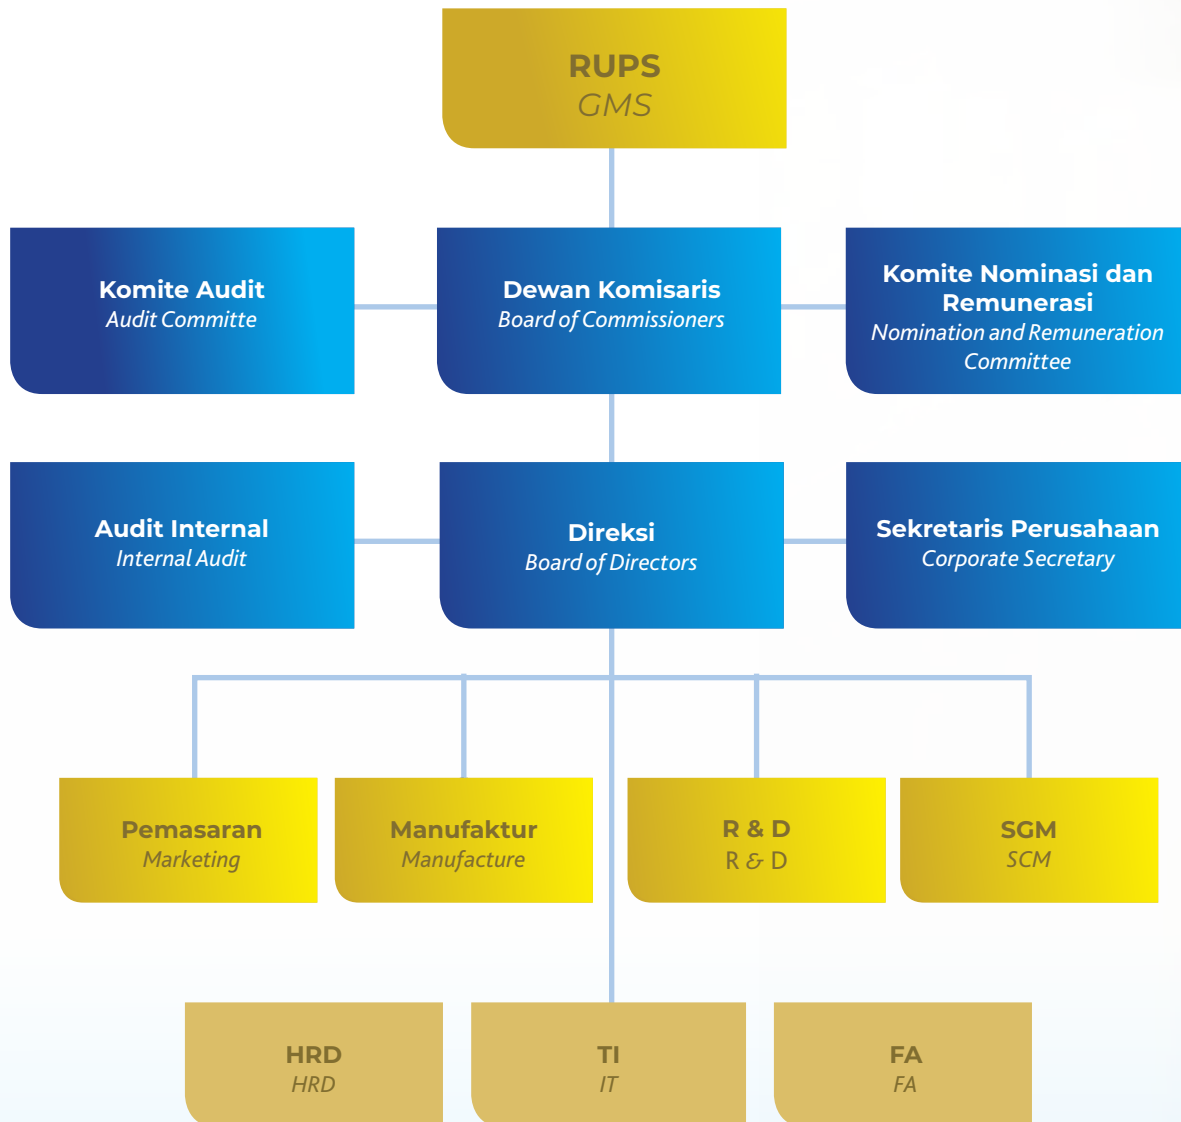 RUPS
GMS
Komite Audit
Audit Committe
Dewan Komisaris
Board of Commissioners
Komite Nominasi dan
Remunerasi
Nomination and Remuneration
Committee
Audit Internal
Internal Audit
Direksi
Board of Directors
Sekretaris Perusahaan
Corporate Secretary
Pemasaran
Marketing
Manufaktur
Manufacture
R & D
R & D
SGM
SCM
HRD
HRD
TI
IT
FA
FA